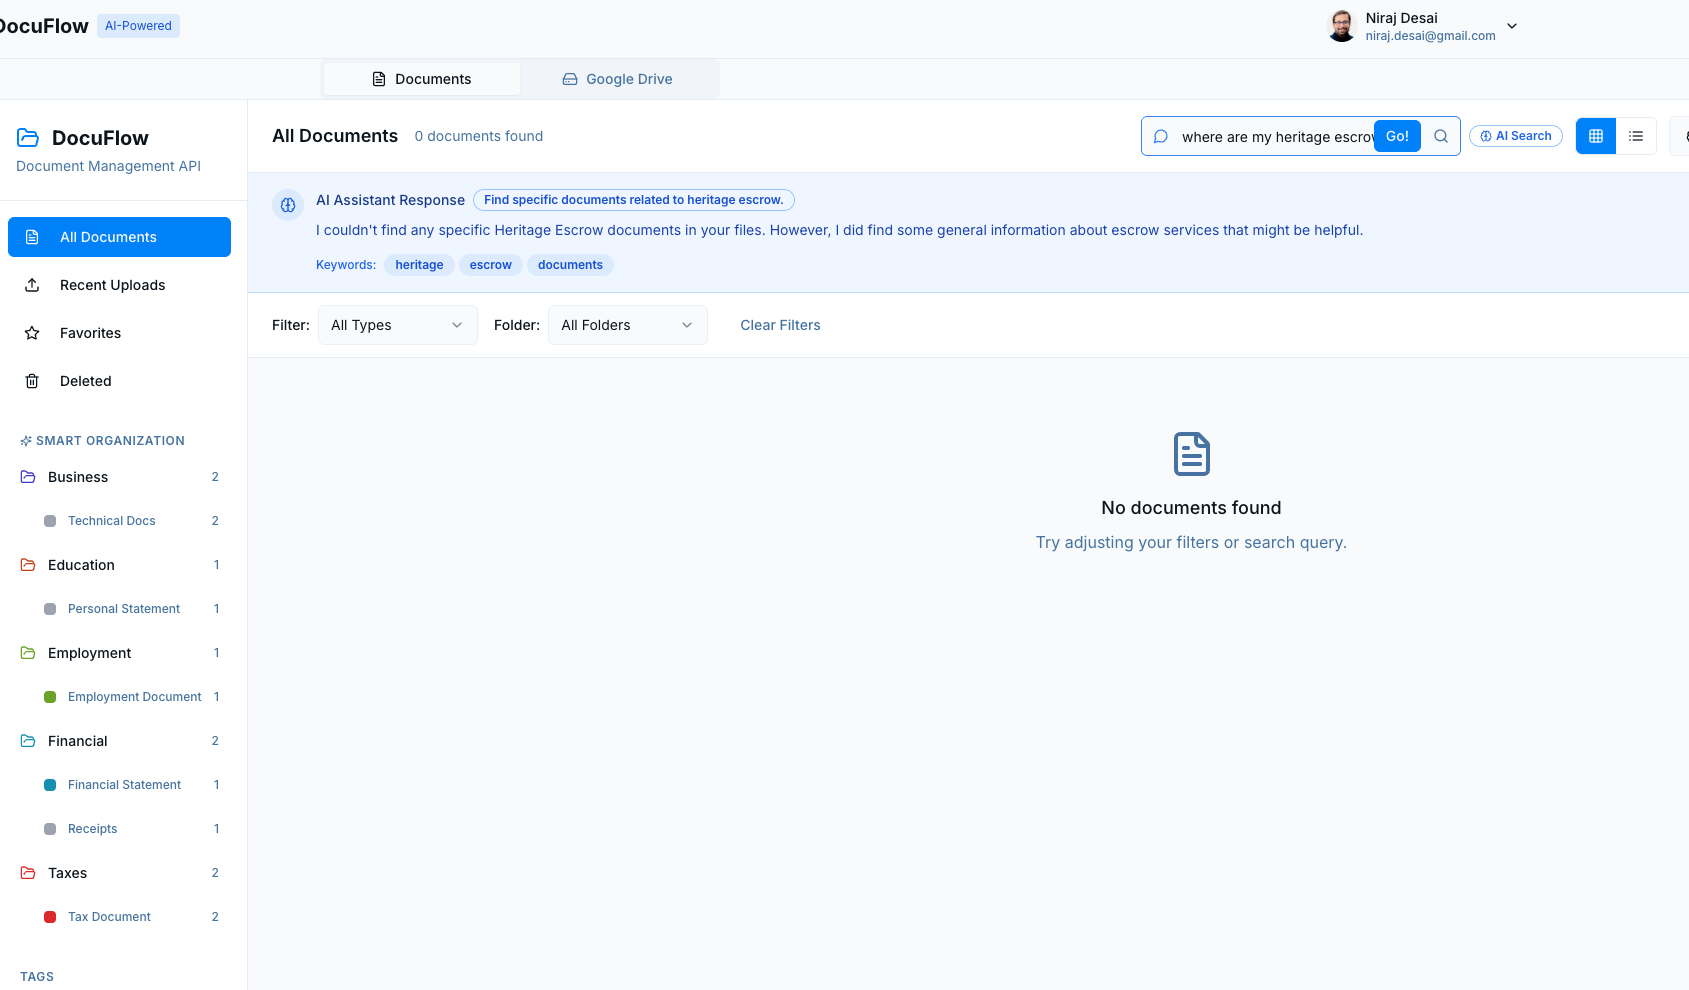 DocuFlow AI-Powered
Niraj Desai
niraj.desai@gmail.com
Documents Google Drive
DocuFlow
Document Management API
All Documents
Recent Uploads
Favorites
Deleted
SMART ORGANIZATION
Business 2
Technical Docs 2
Education 1
Personal Statement 1
Employment 1
Employment Document 1
Financial 2
Financial Statement 1
Receipts 1
Taxes 2
Tax Document 2
TAGS
All Documents 0 documents found
where are my heritage escrow Go! AI Search
AI Assistant Response Find specific documents related to heritage escrow.
I couldn't find any specific Heritage Escrow documents in your files. However, I did find some general information about escrow services that might be helpful.
Keywords: heritage escrow documents
Filter: All Types Folder: All Folders Clear Filters
No documents found
Try adjusting your filters or search query.